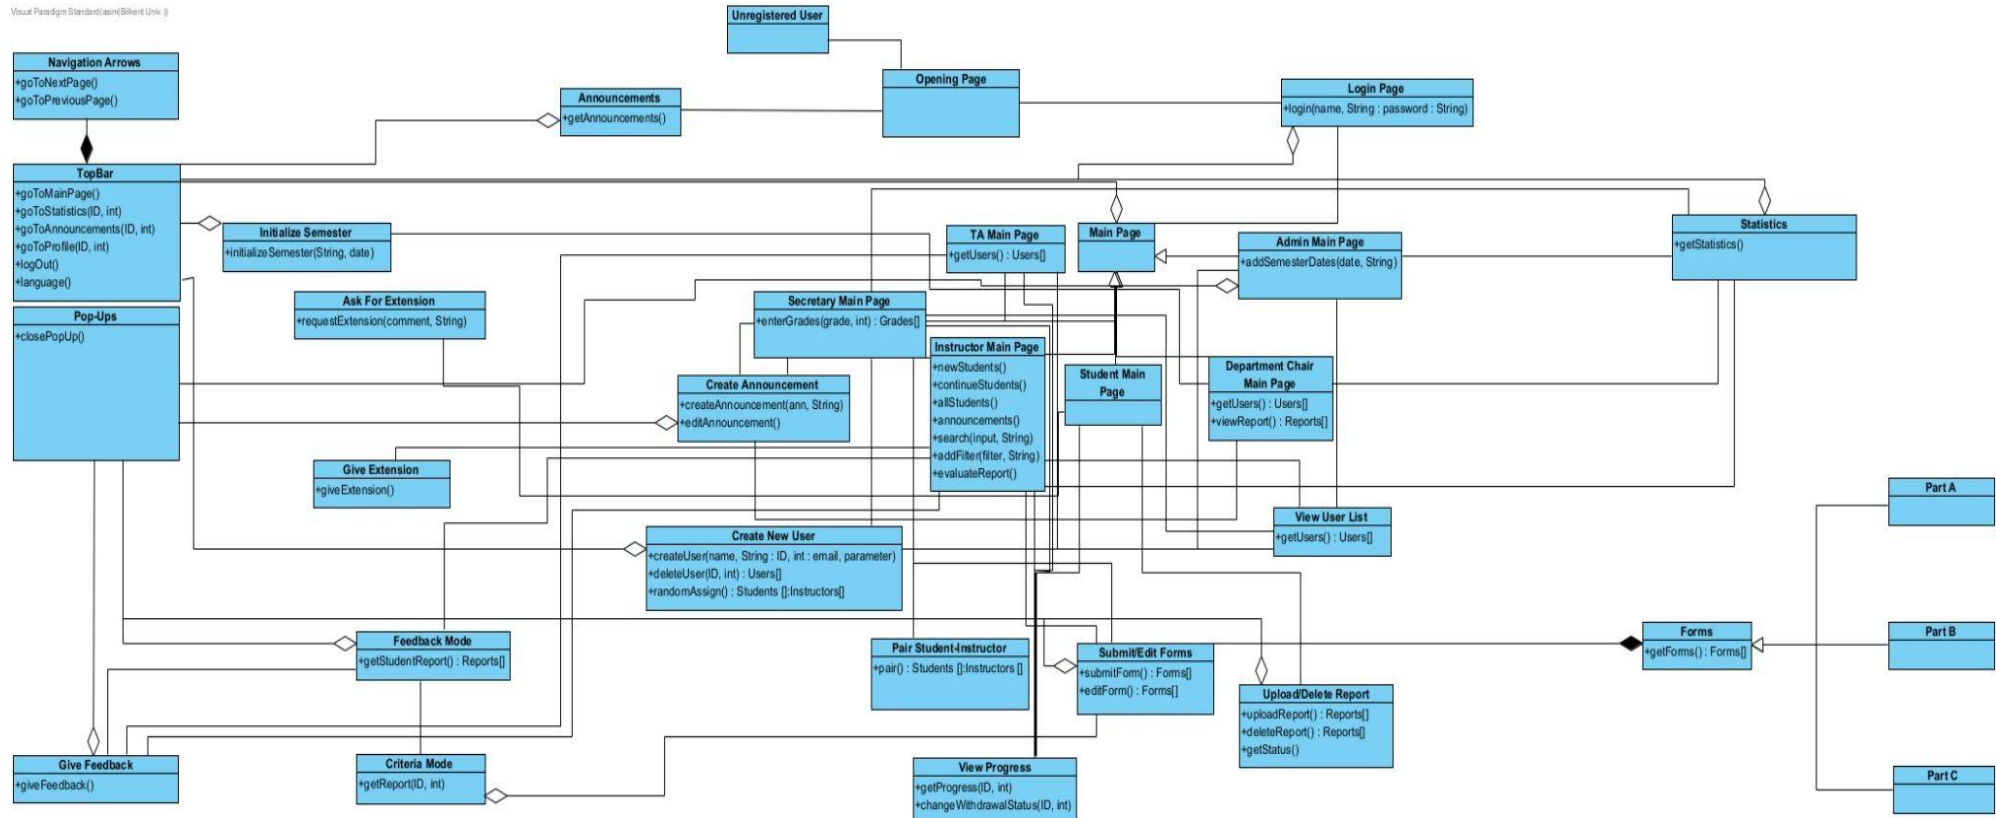 Visual Paradigm Standard(asim(Bilkent Univ.))
Unregistered User
Navigation Arrows
+goToNextPage()
+goToPreviousPage()
Announcements
+getAnnouncements()
Opening Page
Login Page
+login(name, String : password : String)
TopBar
+goToMainPage()
+goToStatistics(ID, int)
+goToAnnouncements(ID, int)
+goToProfile(ID, int)
+logOut()
+language()
Initialize Semester
+initializeSemester(String, date)
TA Main Page
+getUsers() : Users[]
Main Page
Admin Main Page
+addSemesterDates(date, String)
Statistics
+getStatistics()
Ask For Extension
+requestExtension(comment, String)
Secretary Main Page
+enterGrades(grade, int) : Grades[]
Pop-Ups
+closePopUp()
Instructor Main Page
+newStudents()
+continueStudents()
+allStudents()
+announcements()
+search(input, String)
+addFilter(filter, String)
+evaluateReport()
Student Main
Page
Department Chair
Main Page
+getUsers() : Users[]
+viewReport() : Reports[]
Create Announcement
+createAnnouncement(ann, String)
+editAnnouncement()
Give Extension
+giveExtension()
Part A
View User List
+getUsers() : Users[]
Create New User
+createUser(name, String : ID, int : email, parameter)
+deleteUser(ID, int) : Users[]
+randomAssign() : Students []:Instructors[]
Feedback Mode
+getStudentReport() : Reports[]
Pair Student-Instructor
+pair() : Students []:Instructors []
Submit/Edit Forms
+submitForm() : Forms[]
+editForm() : Forms[]
Forms
+getForms() : Forms[]
Part B
Upload/Delete Report
+uploadReport() : Reports[]
+deleteReport() : Reports[]
+getStatus()
Give Feedback
+giveFeedback()
Criteria Mode
+getReport(ID, int)
View Progress
+getProgress(ID, int)
+changeWithdrawalStatus(ID, int)
Part C